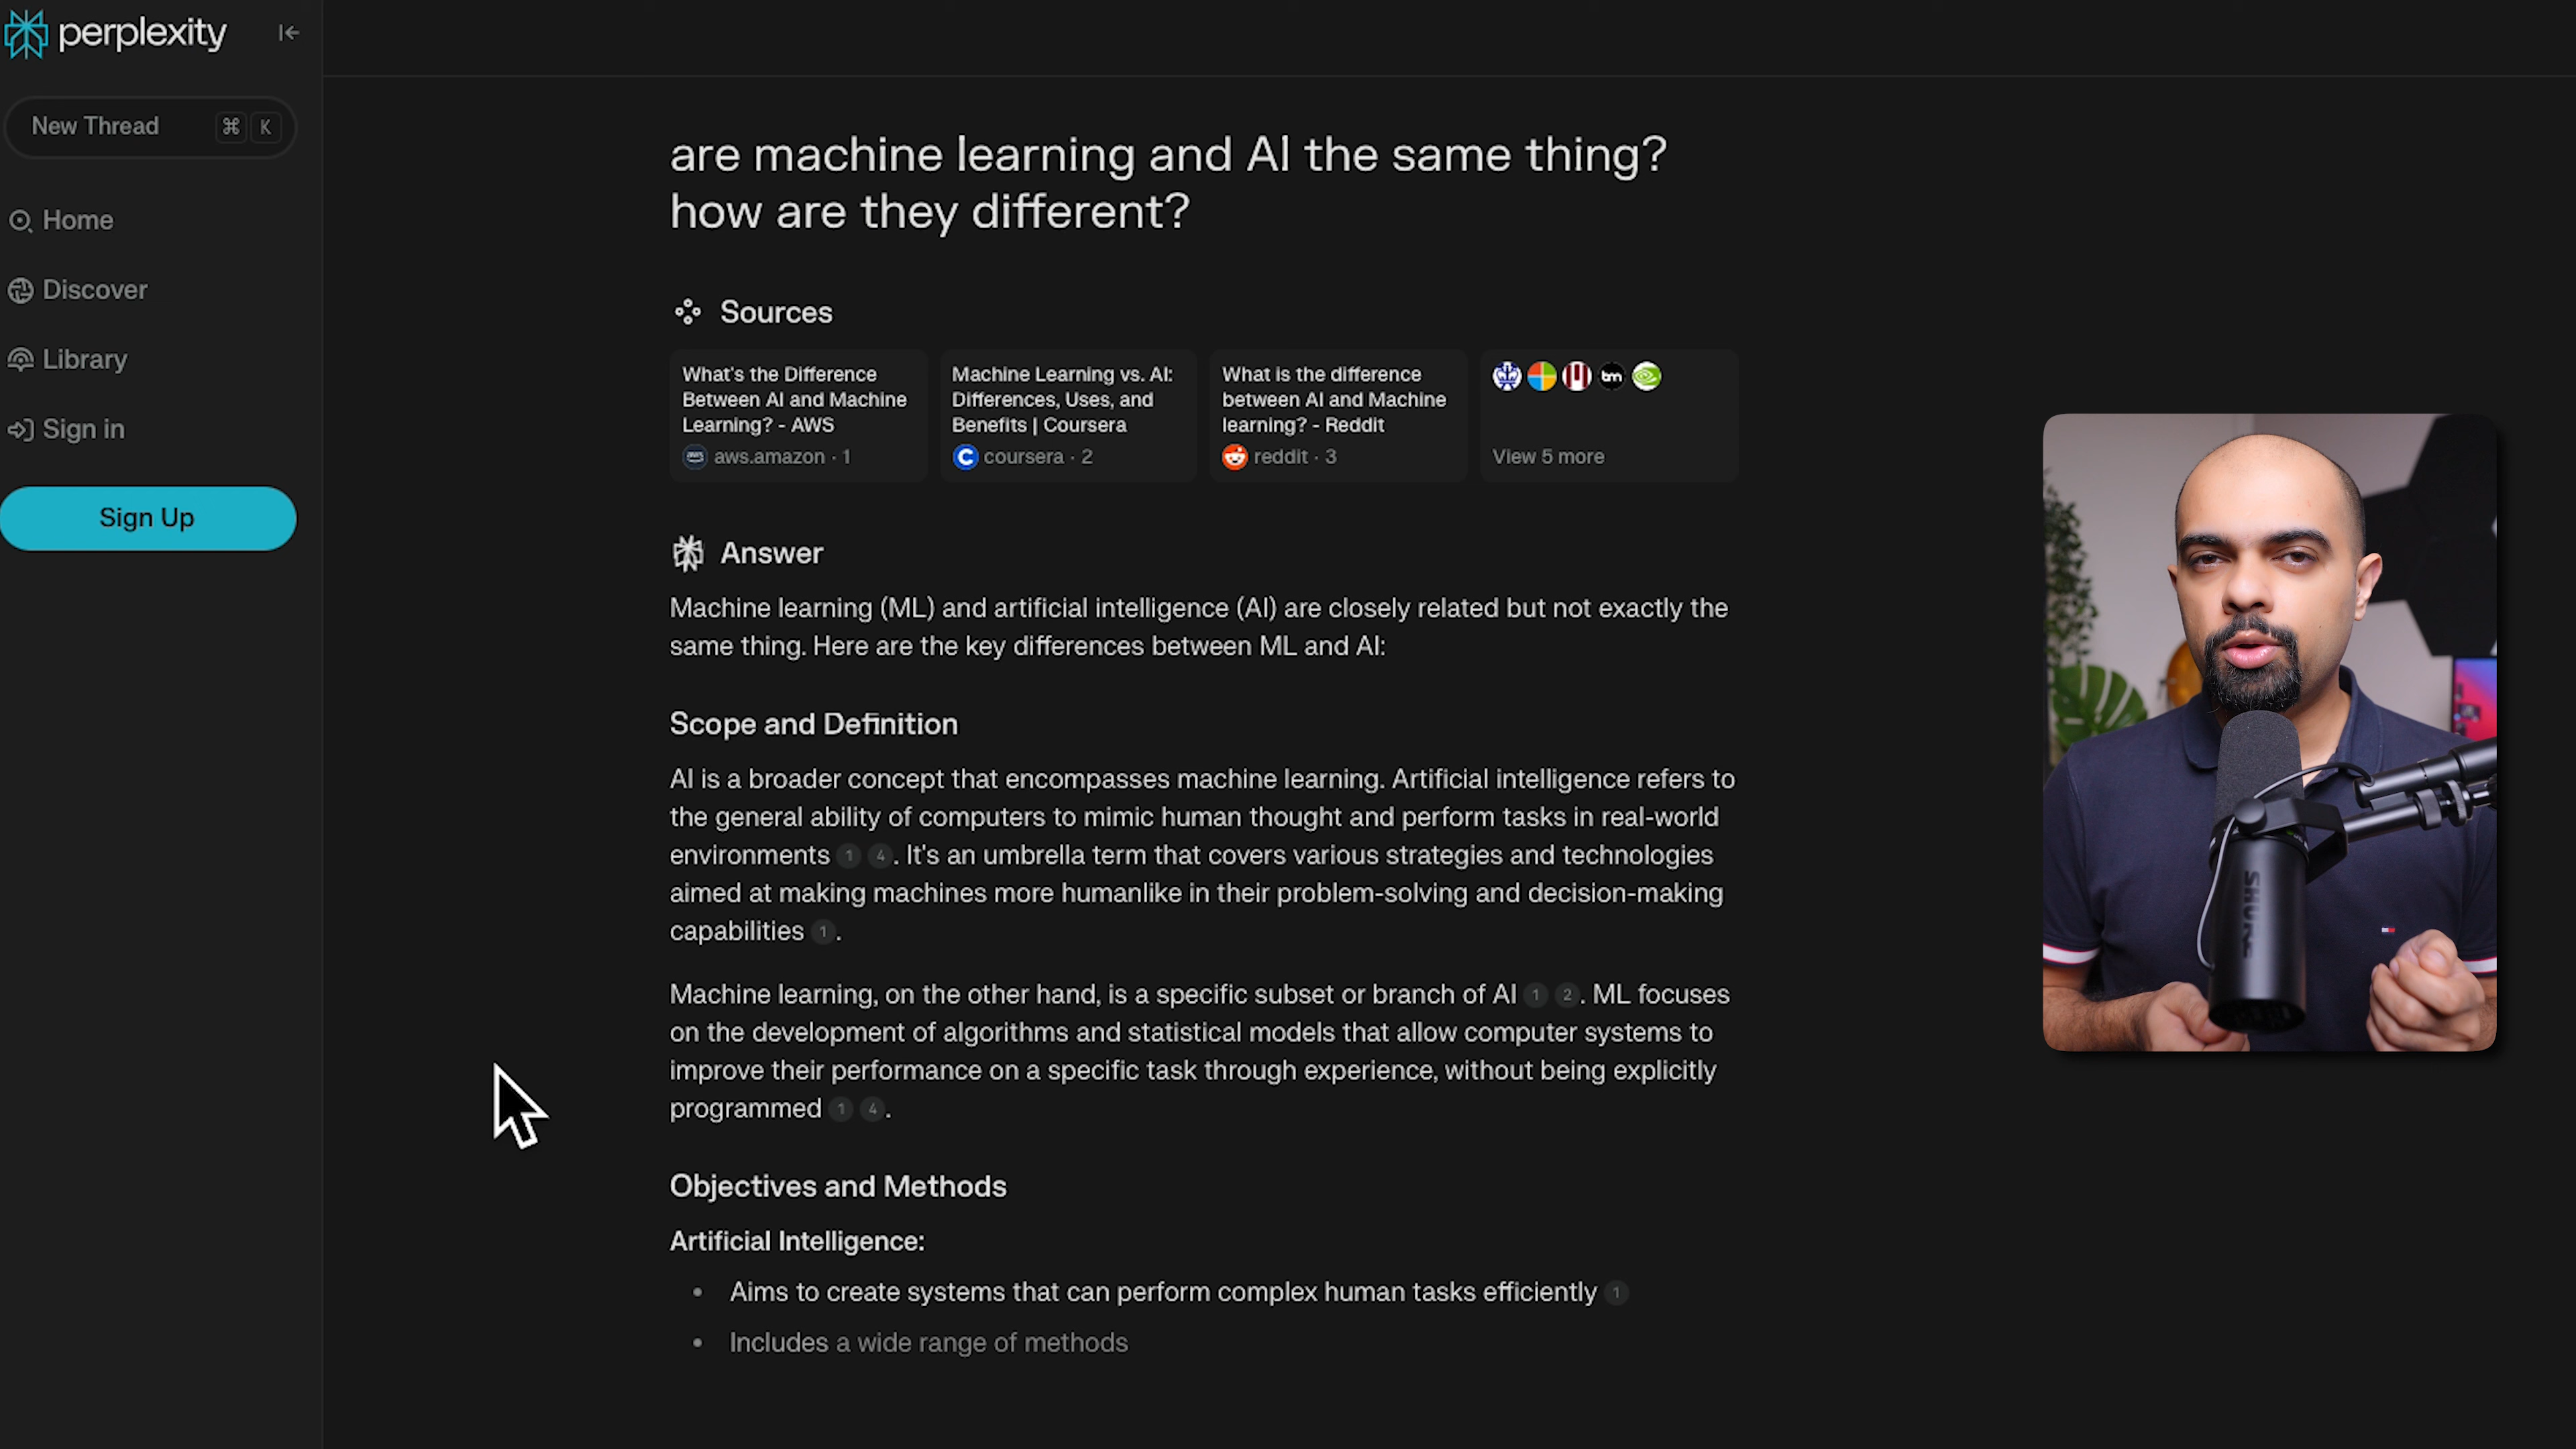 perplexity
New Thread ⌘ K
Home
Discover
Library
Sign in
Sign Up
are machine learning and AI the same thing?
how are they different?
Sources
What's the Difference
Between AI and Machine
Learning? - AWS
aws aws.amazon · 1
Machine Learning vs. AI:
Differences, Uses, and
Benefits | Coursera
C coursera · 2
What is the difference
between AI and Machine
learning? - Reddit
reddit · 3
bm
View 5 more
Answer
Machine learning (ML) and artificial intelligence (AI) are closely related but not exactly the
same thing. Here are the key differences between ML and AI:
Scope and Definition
AI is a broader concept that encompasses machine learning. Artificial intelligence refers to
the general ability of computers to mimic human thought and perform tasks in real-world
environments 1 4. It's an umbrella term that covers various strategies and technologies
aimed at making machines more humanlike in their problem-solving and decision-making
capabilities 1.
Machine learning, on the other hand, is a specific subset or branch of AI 1 2. ML focuses
on the development of algorithms and statistical models that allow computer systems to
improve their performance on a specific task through experience, without being explicitly
programmed 1 4.
Objectives and Methods
Artificial Intelligence:
• Aims to create systems that can perform complex human tasks efficiently 1
• Includes a wide range of methods
SHURE